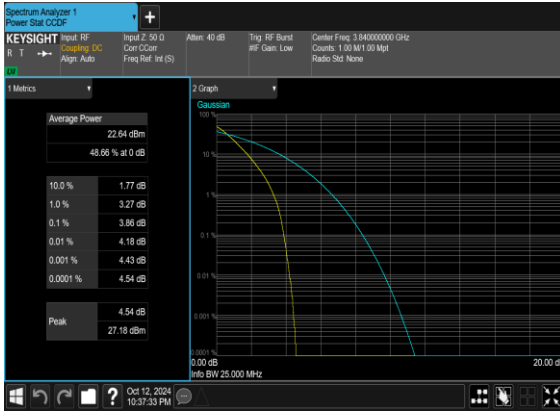 Spectrum Analyzer 1
Power Stat CCDF
KEYSIGHT
R T
LV
Input: RF
Coupling: DC
Align: Auto
Input Z: 50 Ω
Corr CCorr
Freq Ref: Int (S)
Atten: 40 dB
Trig: RF Burst
#IF Gain: Low
Center Freq: 3.840000000 GHz
Counts: 1.00 M/1.00 Mpt
Radio Std: None
1 Metrics
Average Power
22.64 dBm
48.66 % at 0 dB
10.0 % 1.77 dB
1.0 % 3.27 dB
0.1 % 3.86 dB
0.01 % 4.18 dB
0.001 % 4.43 dB
0.0001 % 4.54 dB
Peak
4.54 dB
27.18 dBm
2 Graph
Gaussian
100 %
10 %
1 %
0.1 %
0.01 %
0.001 %
0.0001 %
0.00 dB
20.00 d
Info BW 25.000 MHz
Oct 12, 2024
10:37:33 PM